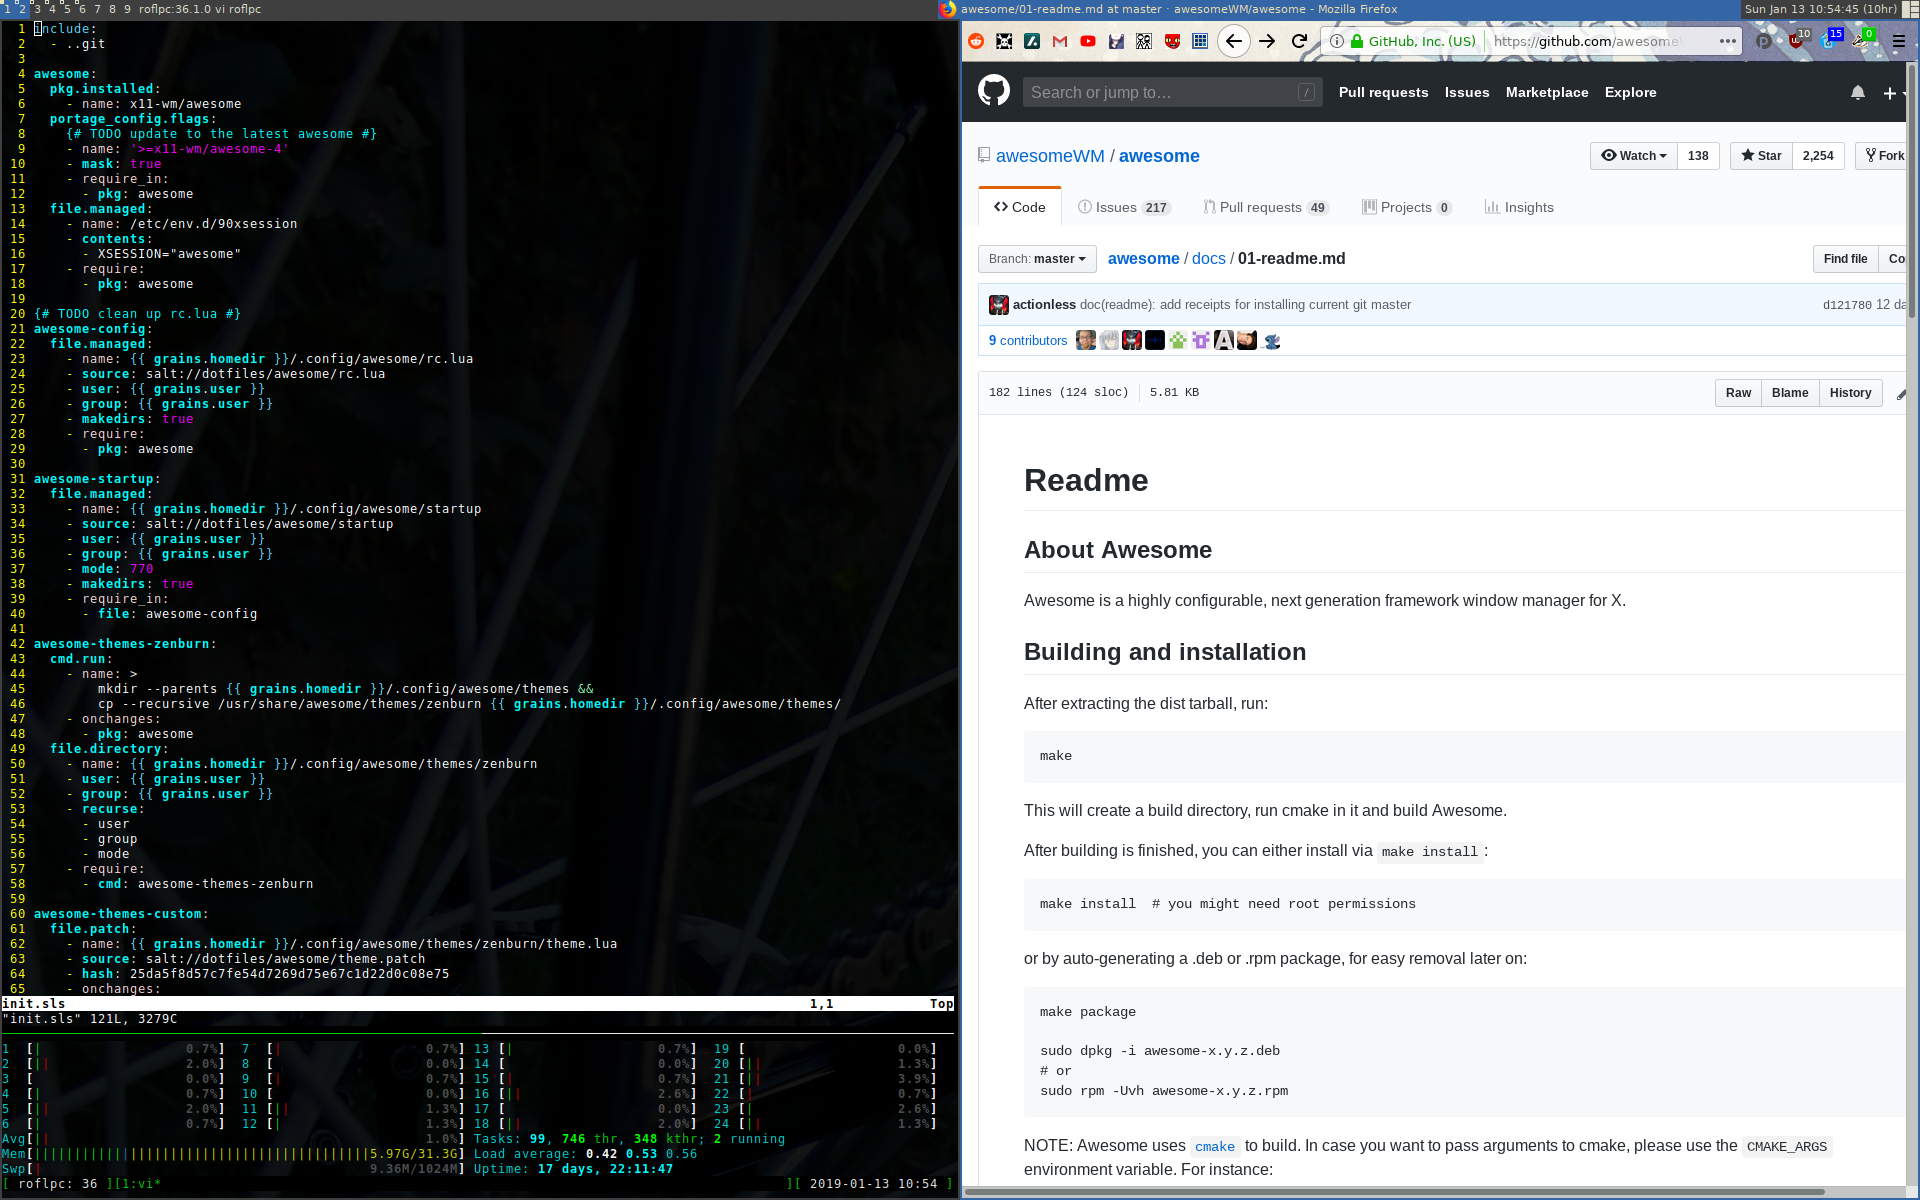 1 2 3 4 5 6 7 8 9 roflpc:36.1.0 vi roflpc
awesome/01-readme.md at master · awesomeWM/awesome - Mozilla Firefox
Sun Jan 13 10:54:45 (10hr)
1 include:
2   - ..git
3
4 awesome:
5   pkg.installed:
6     - name: x11-wm/awesome
7   portage_config.flags:
8     {# TODO update to the latest awesome #}
9     - name: '>=x11-wm/awesome-4'
10     - mask: true
11     - require_in:
12       - pkg: awesome
13   file.managed:
14     - name: /etc/env.d/90xsession
15     - contents:
16       - XSESSION="awesome"
17     - require:
18       - pkg: awesome
19
20 {# TODO clean up rc.lua #}
21 awesome-config:
22   file.managed:
23     - name: {{ grains.homedir }}/.config/awesome/rc.lua
24     - source: salt://dotfiles/awesome/rc.lua
25     - user: {{ grains.user }}
26     - group: {{ grains.user }}
27     - makedirs: true
28     - require:
29       - pkg: awesome
30
31 awesome-startup:
32   file.managed:
33     - name: {{ grains.homedir }}/.config/awesome/startup
34     - source: salt://dotfiles/awesome/startup
35     - user: {{ grains.user }}
36     - group: {{ grains.user }}
37     - mode: 770
38     - makedirs: true
39     - require_in:
40       - file: awesome-config
41
42 awesome-themes-zenburn:
43   cmd.run:
44     - name: >
45         mkdir --parents {{ grains.homedir }}/.config/awesome/themes &&
46         cp --recursive /usr/share/awesome/themes/zenburn {{ grains.homedir }}/.config/awesome/themes/
47     - onchanges:
48       - pkg: awesome
49   file.directory:
50     - name: {{ grains.homedir }}/.config/awesome/themes/zenburn
51     - user: {{ grains.user }}
52     - group: {{ grains.user }}
53     - recurse:
54       - user
55       - group
56       - mode
57     - require:
58       - cmd: awesome-themes-zenburn
59
60 awesome-themes-custom:
61   file.patch:
62     - name: {{ grains.homedir }}/.config/awesome/themes/zenburn/theme.lua
63     - source: salt://dotfiles/awesome/theme.patch
64     - hash: 25da5f8d57c7fe54d7269d75e67c1d22d0c08e75
65     - onchanges:
init.sls 1,1 Top
"init.sls" 121L, 3279C
1 [| 0.7%] 7 [| 0.7%] 13 [| 0.7%] 19 [ 0.0%]
2 [|| 2.0%] 8 [ 0.0%] 14 [ 0.0%] 20 [|| 1.3%]
3 [ 0.0%] 9 [| 0.7%] 15 [| 0.7%] 21 [|| 3.9%]
4 [| 0.7%] 10 [ 0.0%] 16 [|| 2.6%] 22 [| 0.7%]
5 [|| 2.0%] 11 [|| 1.3%] 17 [ 0.0%] 23 [| 2.6%]
6 [| 0.7%] 12 [| 1.3%] 18 [|| 2.0%] 24 [|| 1.3%]
Avg[|| 1.0%] Tasks: 99, 746 thr, 348 kthr; 2 running
Mem[||||||||||||||||||||||||||||||||||||||||||5.97G/31.3G] Load average: 0.42 0.53 0.56
Swp[| 9.36M/1024M] Uptime: 17 days, 22:11:47
[ roflpc: 36 ][1:vi* ][ 2019-01-13 10:54 ]
GitHub, Inc. (US) https://github.com/awesome
10 15 0
Search or jump to… / Pull requests Issues Marketplace Explore
awesomeWM / awesome Watch 138 Star 2,254 Fork
Code Issues 217 Pull requests 49 Projects 0 Insights
Branch: master awesome / docs / 01-readme.md Find file Co
actionless doc(readme): add receipts for installing current git master d121780 12 da
9 contributors
182 lines (124 sloc) 5.81 KB Raw Blame History
Readme
About Awesome
Awesome is a highly configurable, next generation framework window manager for X.
Building and installation
After extracting the dist tarball, run:
make
This will create a build directory, run cmake in it and build Awesome.
After building is finished, you can either install via make install :
make install  # you might need root permissions
or by auto-generating a .deb or .rpm package, for easy removal later on:
make package
sudo dpkg -i awesome-x.y.z.deb
# or
sudo rpm -Uvh awesome-x.y.z.rpm
NOTE: Awesome uses cmake to build. In case you want to pass arguments to cmake, please use the CMAKE_ARGS
environment variable. For instance: